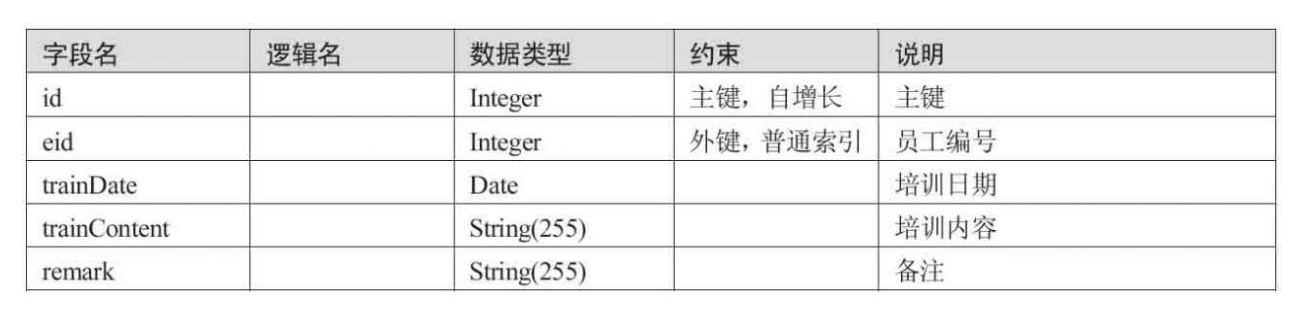 字段名 逻辑名 数据类型 约束 说明
id Integer 主键，自增长 主键
eid Integer 外键，普通索引 员工编号
trainDate Date 培训日期
trainContent String(255) 培训内容
remark String(255) 备注